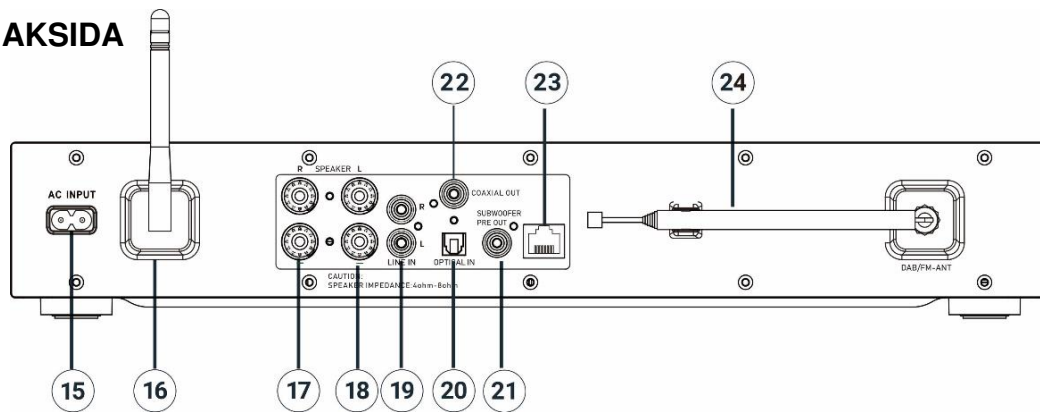 AKSIDA
22
23
24
R SPEAKER L
AC INPUT
COAXIAL OUT
R
SUBWOOFER
PRE OUT
L
LINE IN
OPTICAL IN
DAB/FM-ANT
CAUTION:
SPEAKER IMPEDANCE:4ohm-8ohm
15
16
17
18
19
20
21